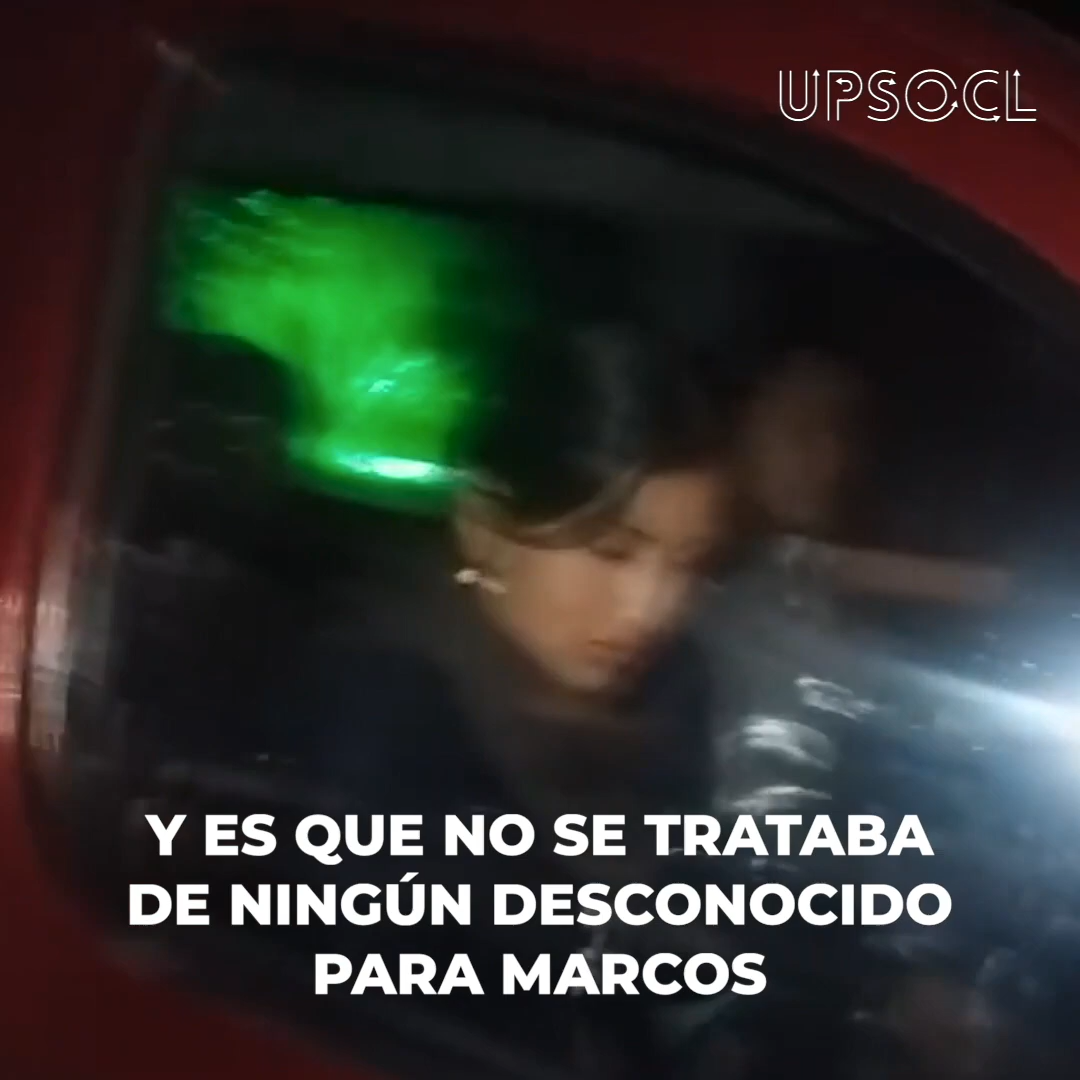 UPSOCL
Y ES QUE NO SE TRATABA
DE NINGÚN DESCONOCIDO
PARA MARCOS